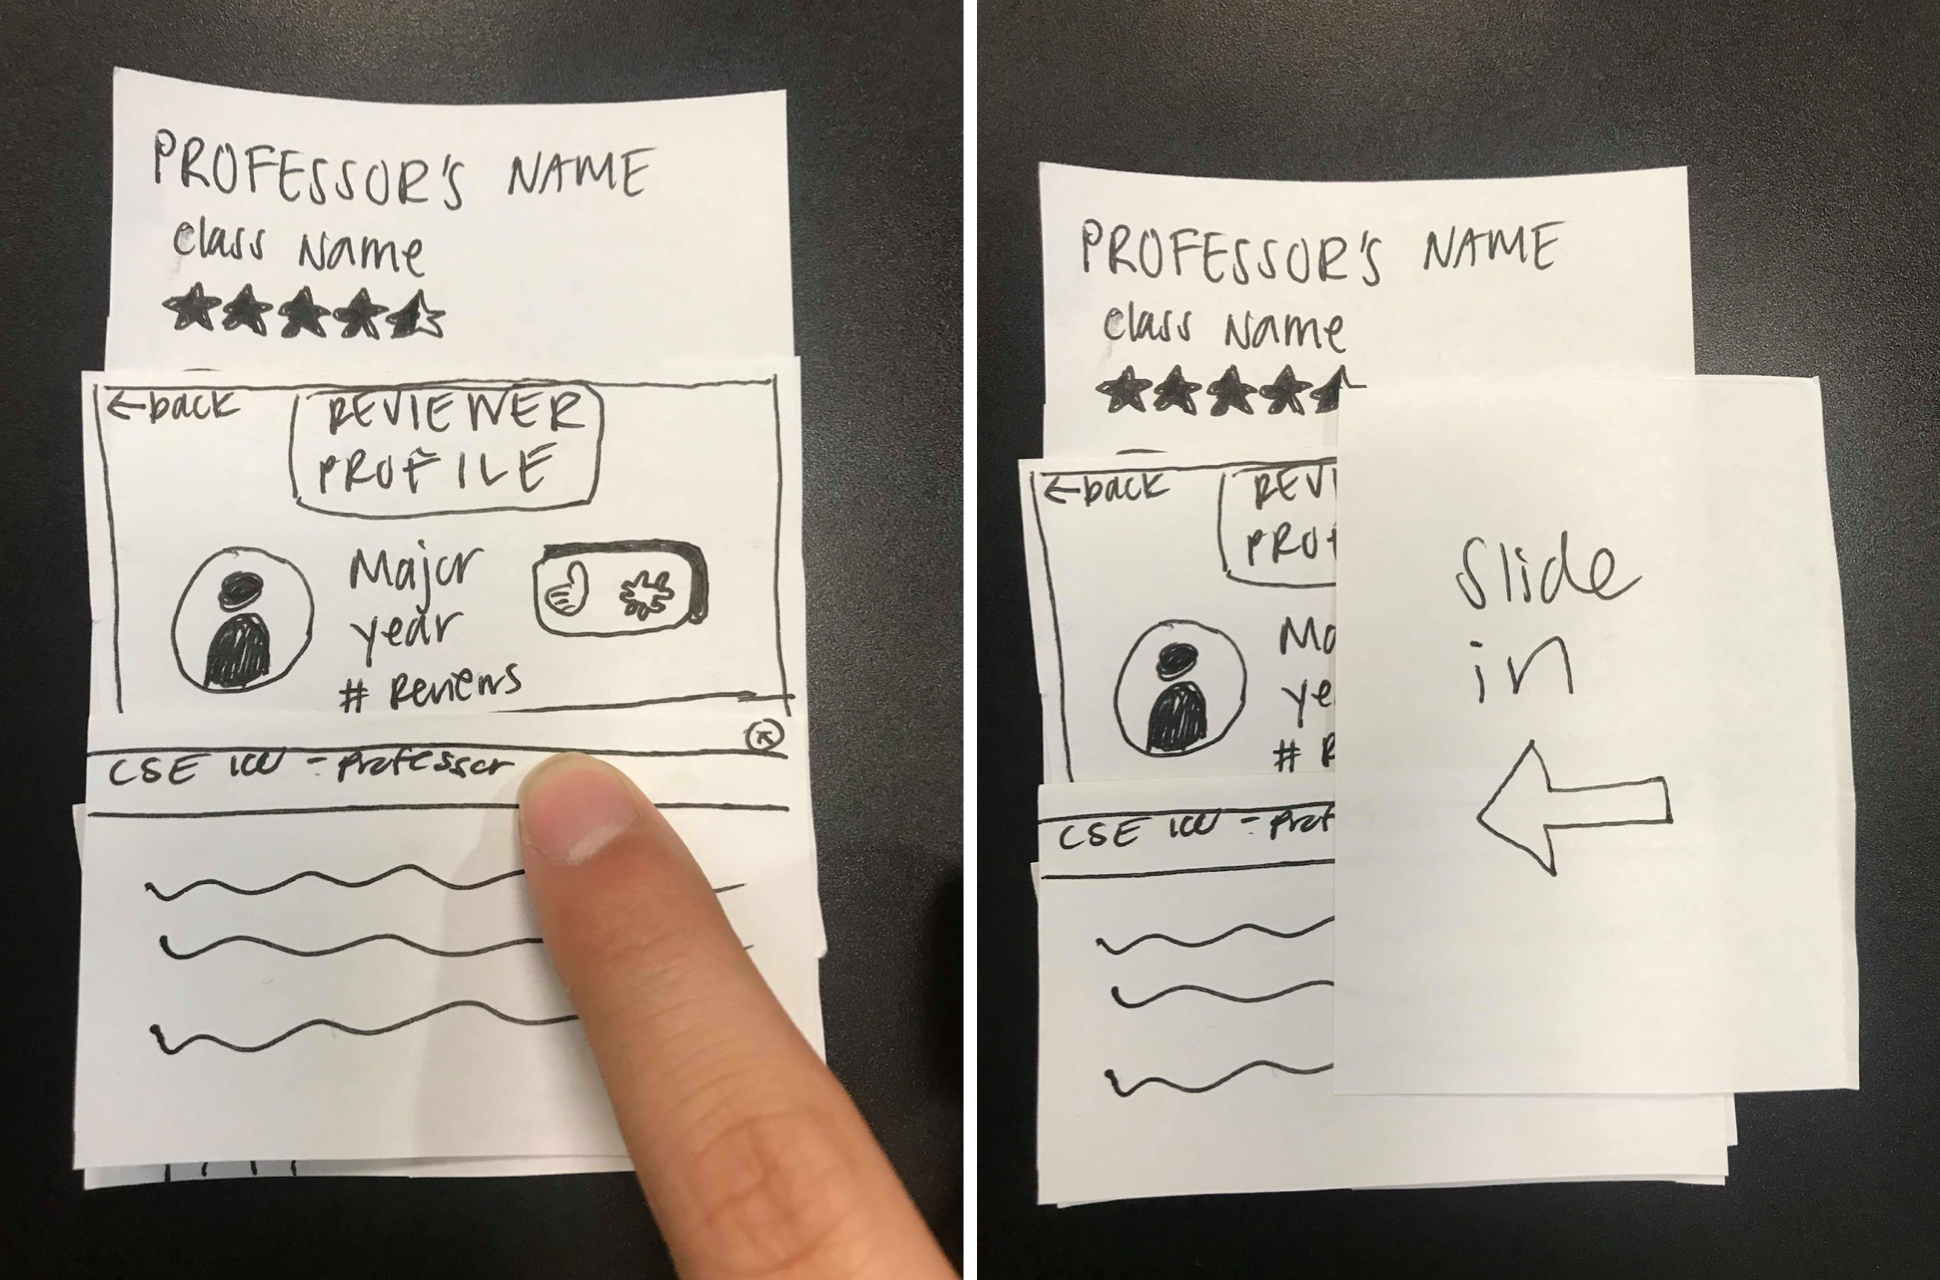 PROFESSOR'S NAME
Class Name
←back
REVIEWER
PROFILE
Major
year
# Reviews
CSE 100 - Professor
PROFESSOR'S NAME
Class Name
←back
REVI
PROF
Ma
ye
# R
CSE 100 - Prof
Slide
in